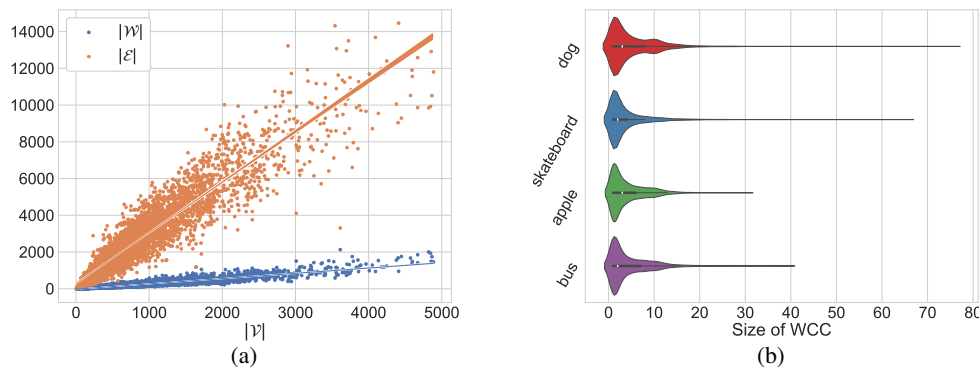 |𝒲|
|ℰ|
14000
12000
10000
8000
6000
4000
2000
0
0 1000 2000 3000 4000 5000
|𝒱|
(a)
dog
skateboard
apple
bus
0 10 20 30 40 50 60 70 80
Size of WCC
(b)